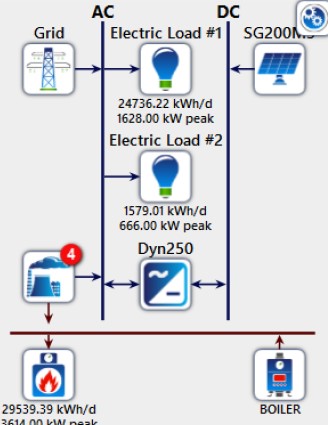 AC
DC
Grid
Electric Load #1
SG200M5
24736.22 kWh/d
1628.00 kW peak
Electric Load #2
1579.01 kWh/d
666.00 kW peak
Dyn250
4
29539.39 kWh/d
3614.00 kW peak
BOILER